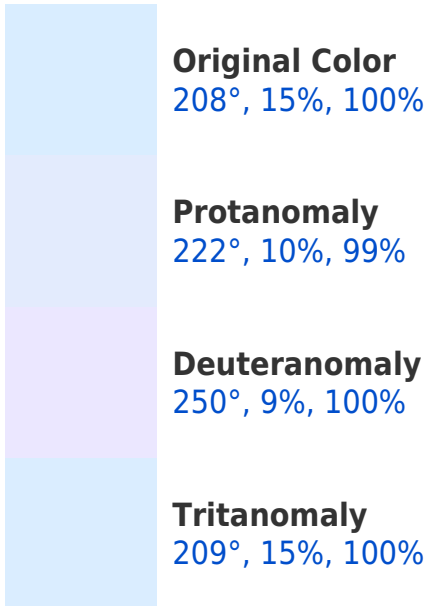 Original Color
208°, 15%, 100%
Protanomaly
222°, 10%, 99%
Deuteranomaly
250°, 9%, 100%
Tritanomaly
209°, 15%, 100%